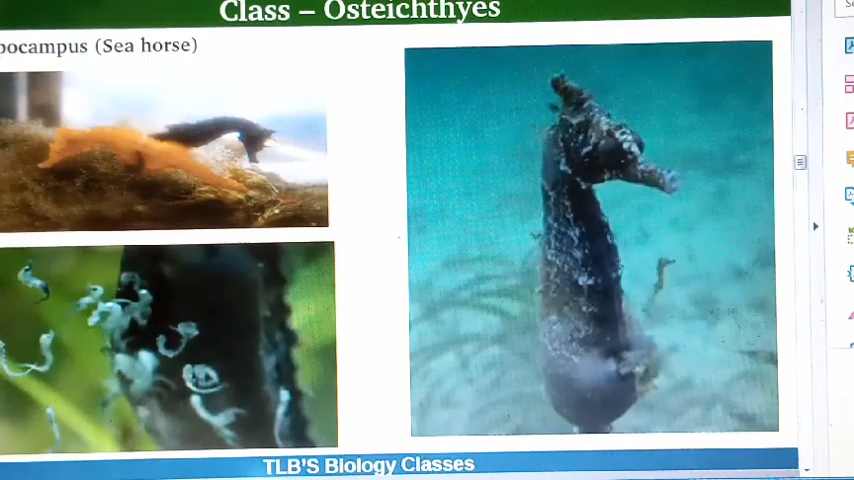 Class – Osteichthyes
pocampus (Sea horse)
TLB'S Biology Classes